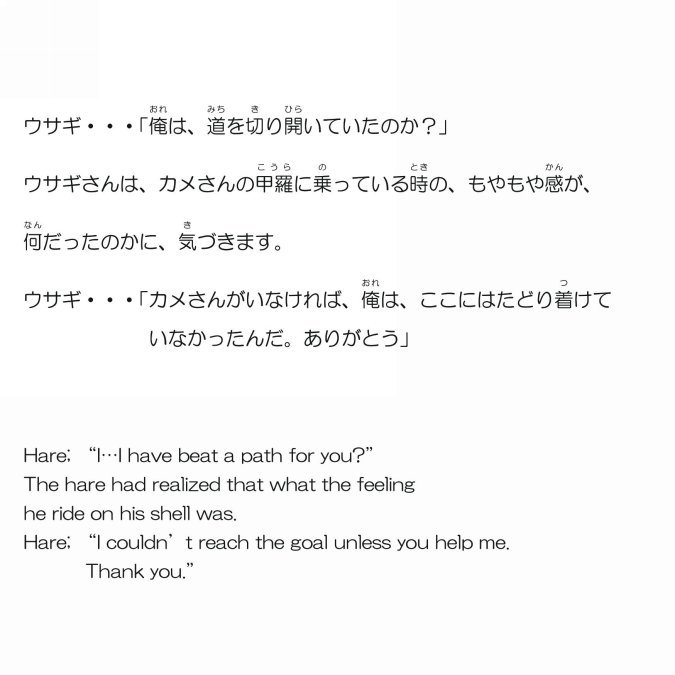 ウサギ・・・「俺は、道を切り開いていたのか？」
ウサギさんは、カメさんの甲羅に乗っている時の、もやもや感が、
何だったのかに、気づきます。
ウサギ・・・「カメさんがいなければ、俺は、ここにはたどり着けて
いなかったんだ。ありがとう」
Hare; “I…I have beat a path for you?”
The hare had realized that what the feeling
he ride on his shell was.
Hare; “I couldn’t reach the goal unless you help me.
Thank you.”